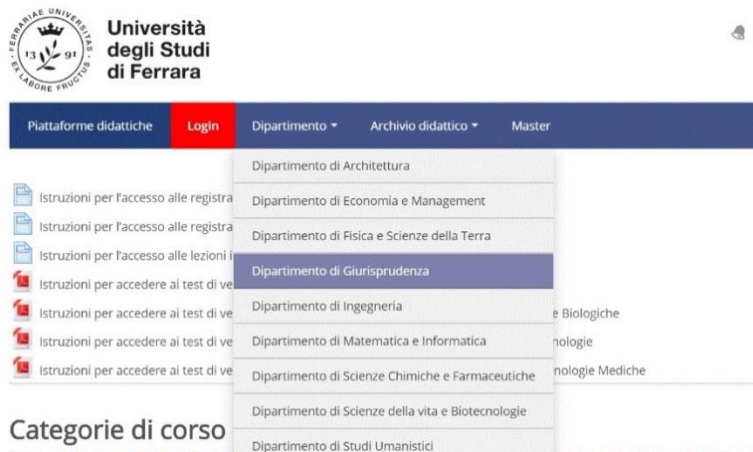 FERRARIAE UNIVERSITAS
EX LABORE FRUCTUS
13 91
Università
degli Studi
di Ferrara
Piattaforme didattiche Login Dipartimento Archivio didattico Master
Dipartimento di Architettura
Istruzioni per l'accesso alle registra Dipartimento di Economia e Management
Istruzioni per l'accesso alle registra Dipartimento di Fisica e Scienze della Terra
Istruzioni per l'accesso alle lezioni i
Istruzioni per accedere ai test di ve Dipartimento di Giurisprudenza
Istruzioni per accedere ai test di ve Dipartimento di Ingegneria e Biologiche
Istruzioni per accedere ai test di ve Dipartimento di Matematica e Informatica nologie
Istruzioni per accedere ai test di ve Dipartimento di Scienze Chimiche e Farmaceutiche nologie Mediche
Dipartimento di Scienze della vita e Biotecnologie
Categorie di corso
Dipartimento di Studi Umanistici